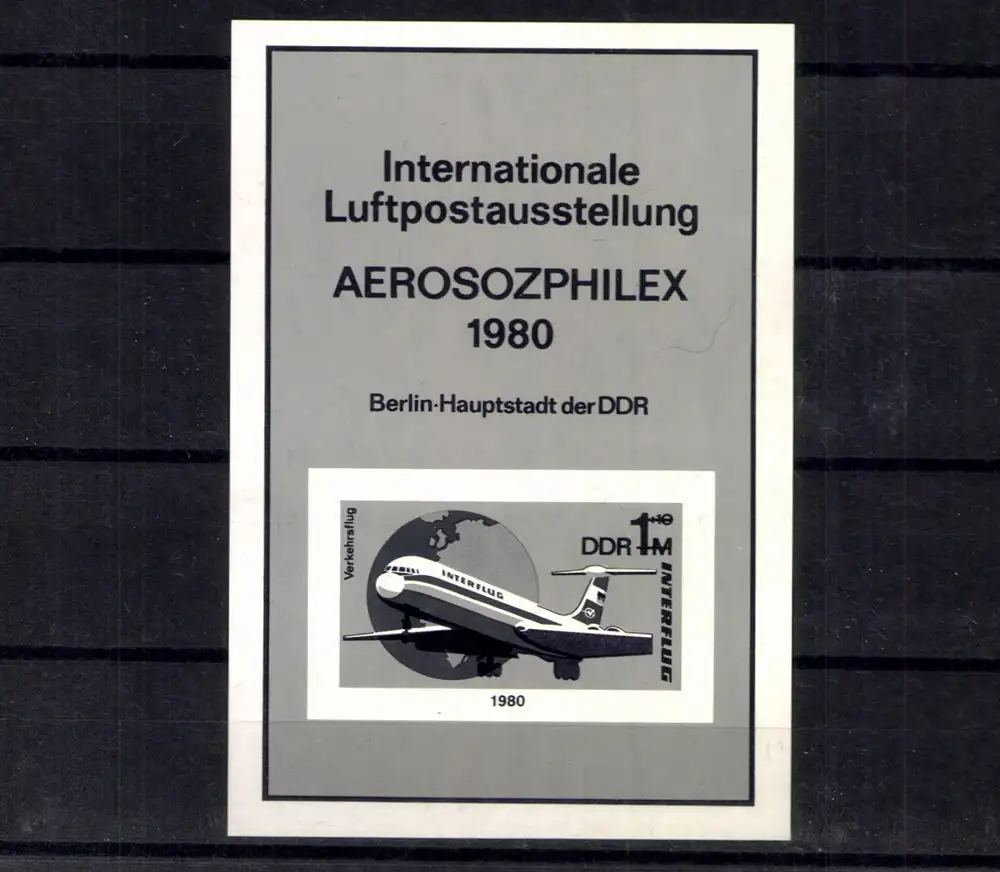 Internationale
Luftpostausstellung
AEROSOZPHILEX
1980
Berlin·Hauptstadt der DDR
Verkehrsflug
1+10
DDR M
INTERFLUG
INTERFLUG
1980